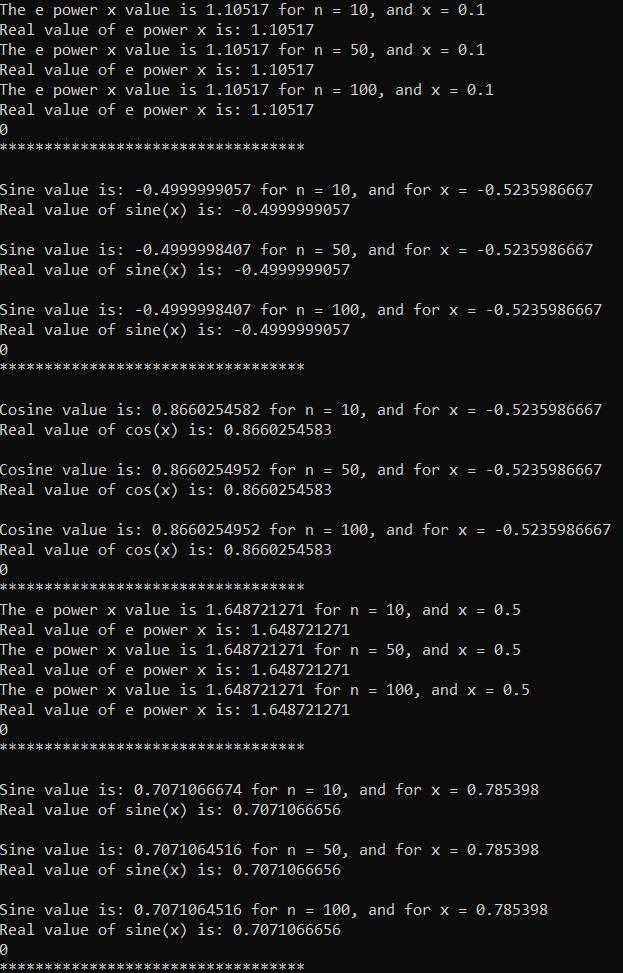 The e power x value is 1.10517 for n = 10, and x = 0.1
Real value of e power x is: 1.10517
The e power x value is 1.10517 for n = 50, and x = 0.1
Real value of e power x is: 1.10517
The e power x value is 1.10517 for n = 100, and x = 0.1
Real value of e power x is: 1.10517
0
**********************************
Sine value is: -0.4999999057 for n = 10, and for x = -0.5235986667
Real value of sine(x) is: -0.4999999057
Sine value is: -0.4999998407 for n = 50, and for x = -0.5235986667
Real value of sine(x) is: -0.4999999057
Sine value is: -0.4999998407 for n = 100, and for x = -0.5235986667
Real value of sine(x) is: -0.4999999057
0
**********************************
Cosine value is: 0.8660254582 for n = 10, and for x = -0.5235986667
Real value of cos(x) is: 0.8660254583
Cosine value is: 0.8660254952 for n = 50, and for x = -0.5235986667
Real value of cos(x) is: 0.8660254583
Cosine value is: 0.8660254952 for n = 100, and for x = -0.5235986667
Real value of cos(x) is: 0.8660254583
0
**********************************
The e power x value is 1.648721271 for n = 10, and x = 0.5
Real value of e power x is: 1.648721271
The e power x value is 1.648721271 for n = 50, and x = 0.5
Real value of e power x is: 1.648721271
The e power x value is 1.648721271 for n = 100, and x = 0.5
Real value of e power x is: 1.648721271
0
**********************************
Sine value is: 0.7071066674 for n = 10, and for x = 0.785398
Real value of sine(x) is: 0.7071066656
Sine value is: 0.7071064516 for n = 50, and for x = 0.785398
Real value of sine(x) is: 0.7071066656
Sine value is: 0.7071064516 for n = 100, and for x = 0.785398
Real value of sine(x) is: 0.7071066656
0
**********************************